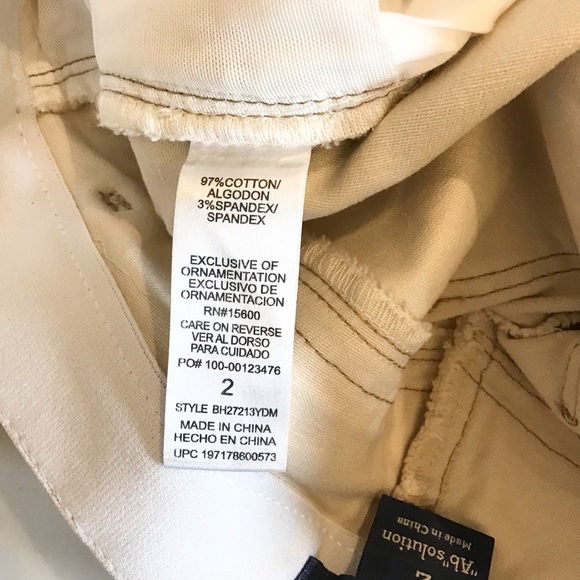 97%COTTON/
ALGODON
3%SPANDEX/
SPANDEX
EXCLUSIVE OF
ORNAMENTATION
EXCLUSIVO DE
ORNAMENTACION
RN#15600
CARE ON REVERSE
VER AL DORSO
PARA CUIDADO
PO# 100-00123476
2
STYLE BH27213YDM
MADE IN CHINA
HECHO EN CHINA
UPC 197178600573
"Ab"solution
Made in China
2